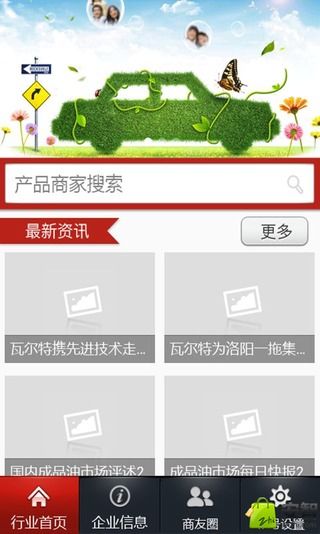 产品商家搜索
最新资讯
更多
瓦尔特携先进技术走...
瓦尔特为洛阳一拖集...
国内成品油市场评述2
成品油市场每日快报2
行业首页
企业信息
商友圈
号设置